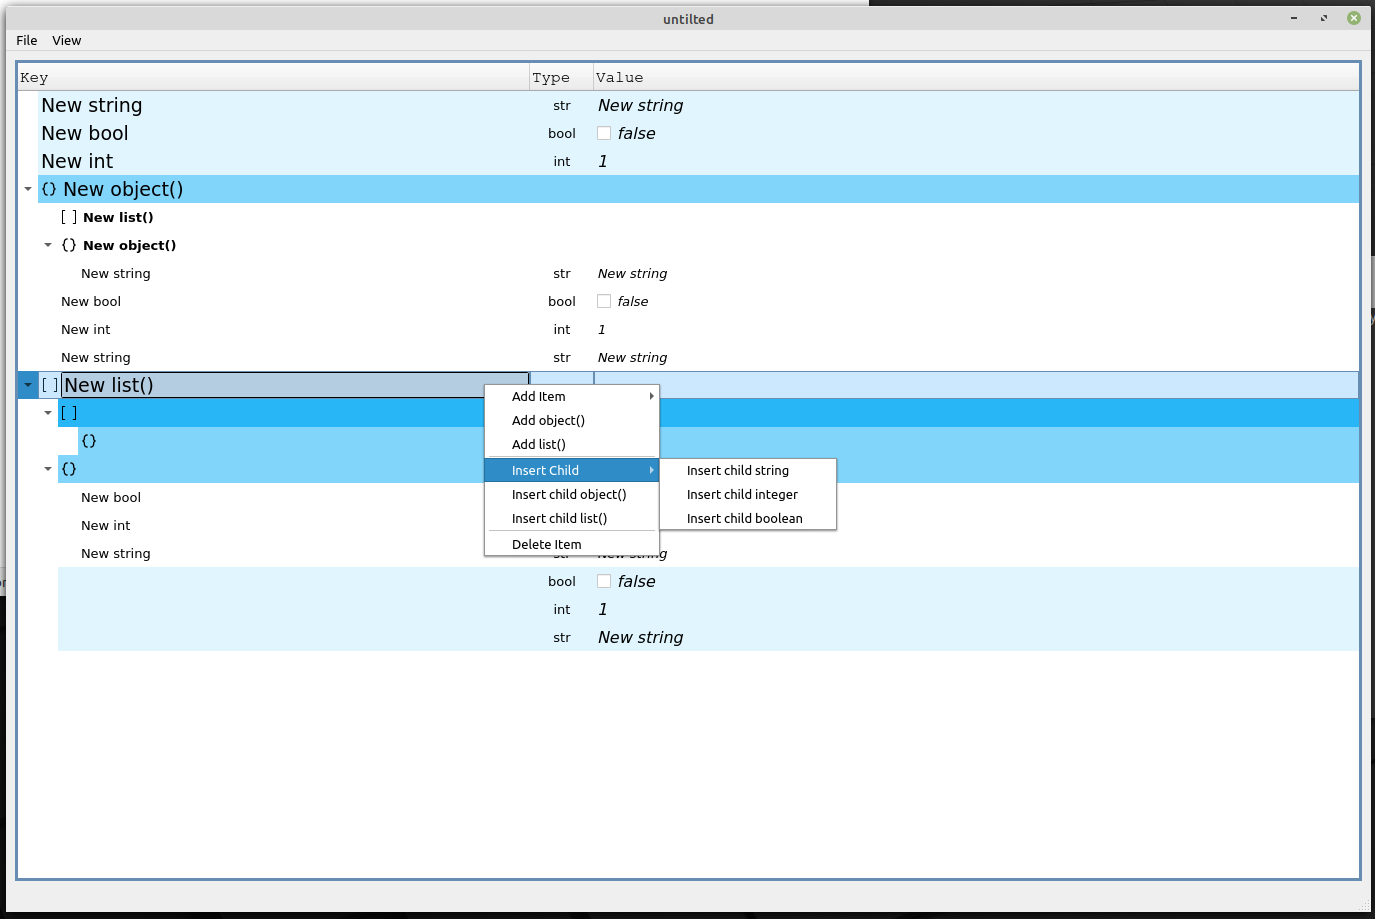 untilted
File View
Key Type Value
New string str New string
New bool bool false
New int int 1
{} New object()
[ ] New list()
{} New object()
New string str New string
New bool bool false
New int int 1
New string str New string
[ ] New list()
Add Item
[ ]
Add object()
{}
Add list()
{} Insert Child Insert child string
New bool Insert child object() Insert child integer
Insert child list() Insert child boolean
New int
Delete Item
New string str New string
bool false
int 1
str New string